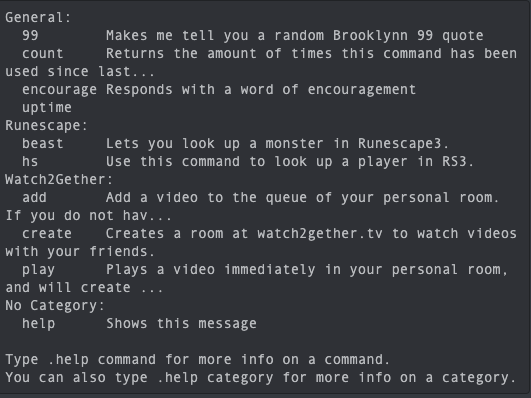 General:
  99        Makes me tell you a random Brooklynn 99 quote
  count     Returns the amount of times this command has been
used since last...
  encourage Responds with a word of encouragement
  uptime
Runescape:
  beast     Lets you look up a monster in Runescape3.
  hs        Use this command to look up a player in RS3.
Watch2Gether:
  add       Add a video to the queue of your personal room.
If you do not hav...
  create    Creates a room at watch2gether.tv to watch videos
with your friends.
  play      Plays a video immediately in your personal room,
and will create ...
No Category:
  help      Shows this message

Type .help command for more info on a command.
You can also type .help category for more info on a category.